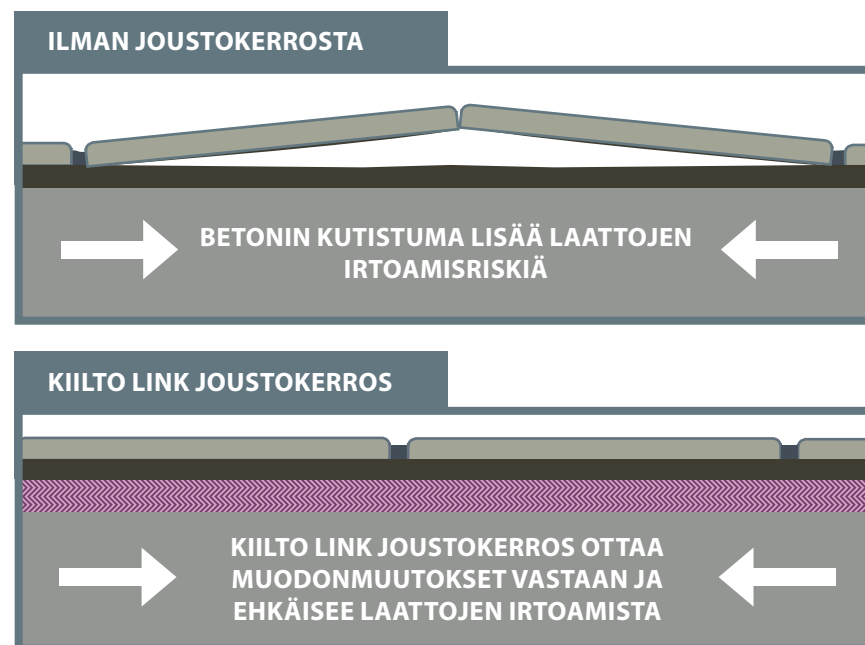 ILMAN JOUSTOKERROSTA
BETONIN KUTISTUMA LISÄÄ LAATTOJEN
IRTOAMISRISKIÄ
KIILTO LINK JOUSTOKERROS
KIILTO LINK JOUSTOKERROS OTTAA
MUODONMUUTOKSET VASTAAN JA
EHKÄISEE LAATTOJEN IRTOAMISTA